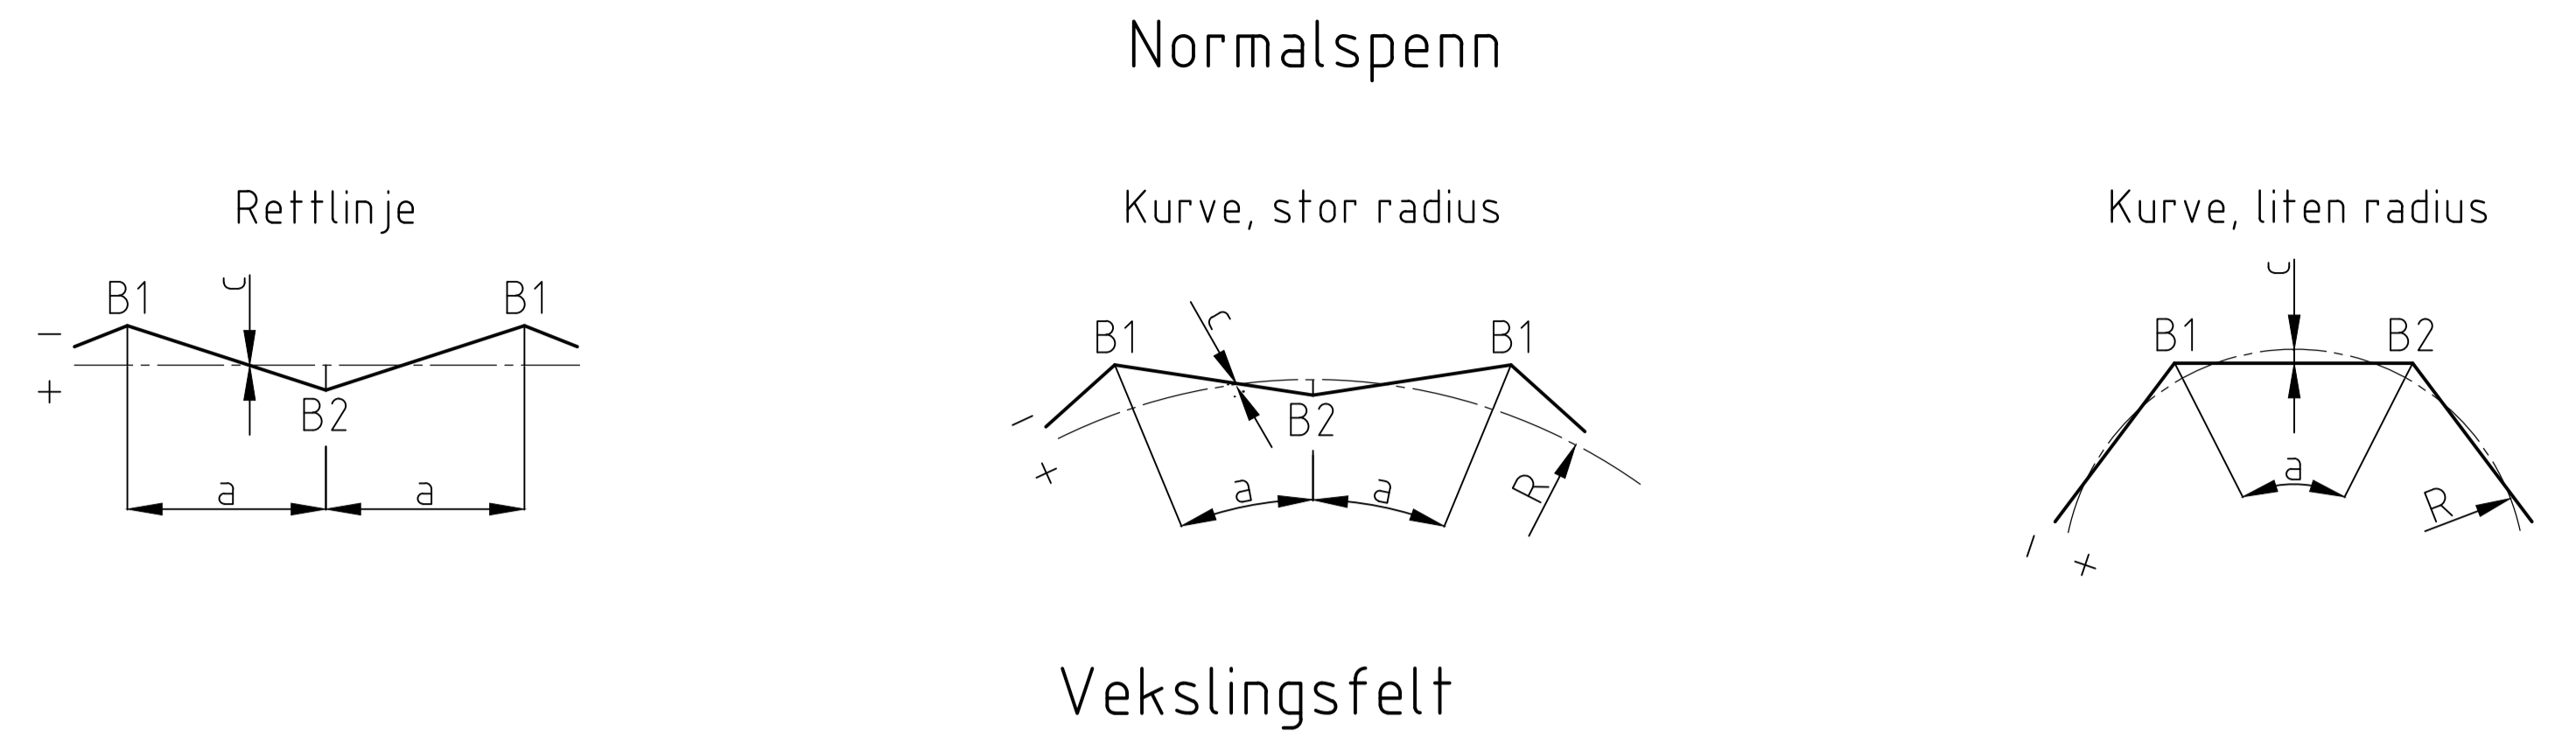 Normalspenn
Rettlinje
Kurve, stor radius
Kurve, liten radius
c
B1
B1
−
+
B2
a
a
c
B1
B1
−
+
B2
a
a
R
c
B1
B2
−
+
a
R
Vekslingsfelt